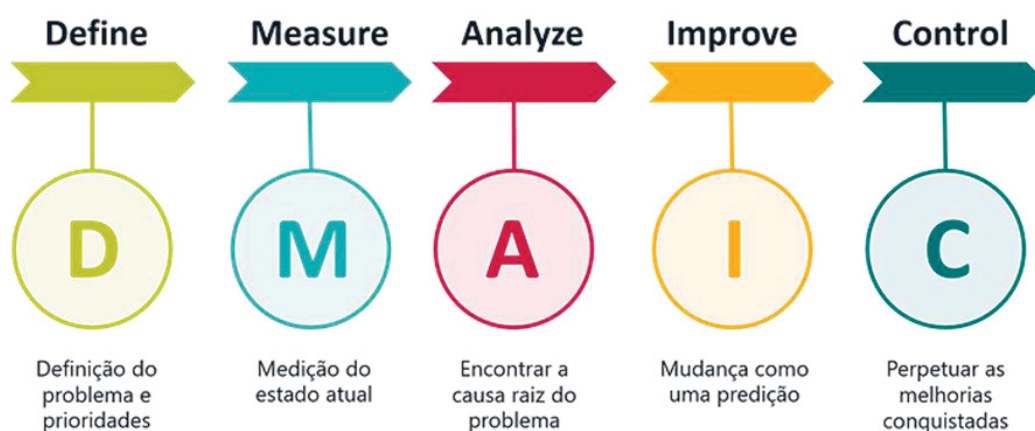 Define
Measure
Analyze
Improve
Control
D
M
A
I
C
Definição do
problema e
prioridades
Medição do
estado atual
Encontrar a
causa raiz do
problema
Mudança como
uma predição
Perpetuar as
melhorias
conquistadas